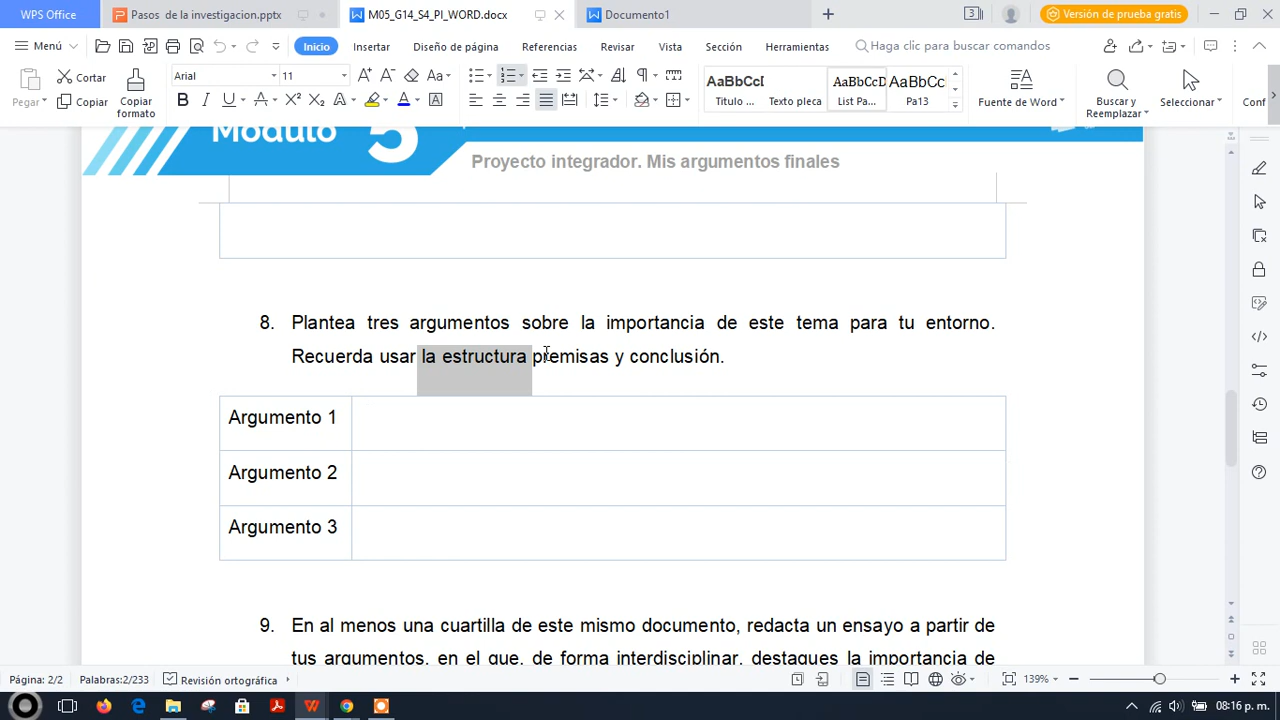 WPS Office
Pasos de la investigacion.pptx
M05_G14_S4_PI_WORD.docx
Documento1
+
3
Versión de prueba gratis
Menú
Inicio
Insertar
Diseño de página
Referencias
Revisar
Vista
Sección
Herramientas
Haga clic para buscar comandos
Pegar
Cortar
Copiar
Copiar
formato
Arial
11
AaBbCcI
Titulo ...
Texto pleca
AaBbCcD
List Pa...
AaBbCc
Pa13
Fuente de Word
Buscar y
Reemplazar
Seleccionar
Conf
Módulo 5
Proyecto integrador. Mis argumentos finales
8. Plantea tres argumentos sobre la importancia de este tema para tu entorno.
Recuerda usar la estructura premisas y conclusión.
Argumento 1
Argumento 2
Argumento 3
9. En al menos una cuartilla de este mismo documento, redacta un ensayo a partir de
tus argumentos, en el que, de forma interdisciplinar, destaques la importancia de
Página: 2/2
Palabras:2/233
Revisión ortográfica
139%
08:16 p. m.